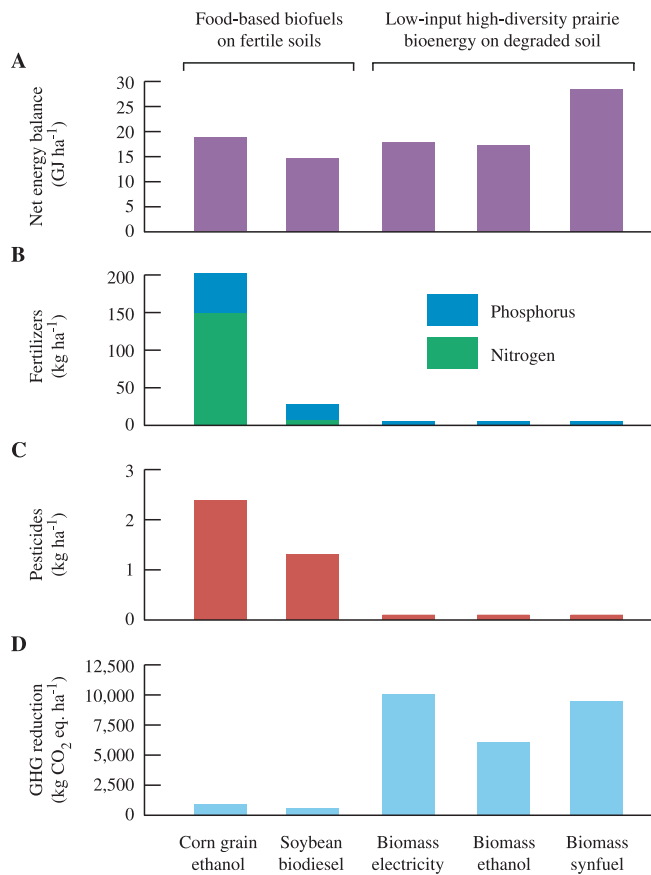 Food-based biofuels
on fertile soils
Low-input high-diversity prairie
bioenergy on degraded soil
A
Net energy balance
(GJ ha⁻¹)
30
25
20
15
10
5
0
B
Fertilizers
(kg ha⁻¹)
200
150
100
50
0
Phosphorus
Nitrogen
C
Pesticides
(kg ha⁻¹)
3
2
1
0
D
GHG reduction
(kg CO₂ eq. ha⁻¹)
12,500
10,000
7,500
5,000
2,500
0
Corn grain
ethanol
Soybean
biodiesel
Biomass
electricity
Biomass
ethanol
Biomass
synfuel